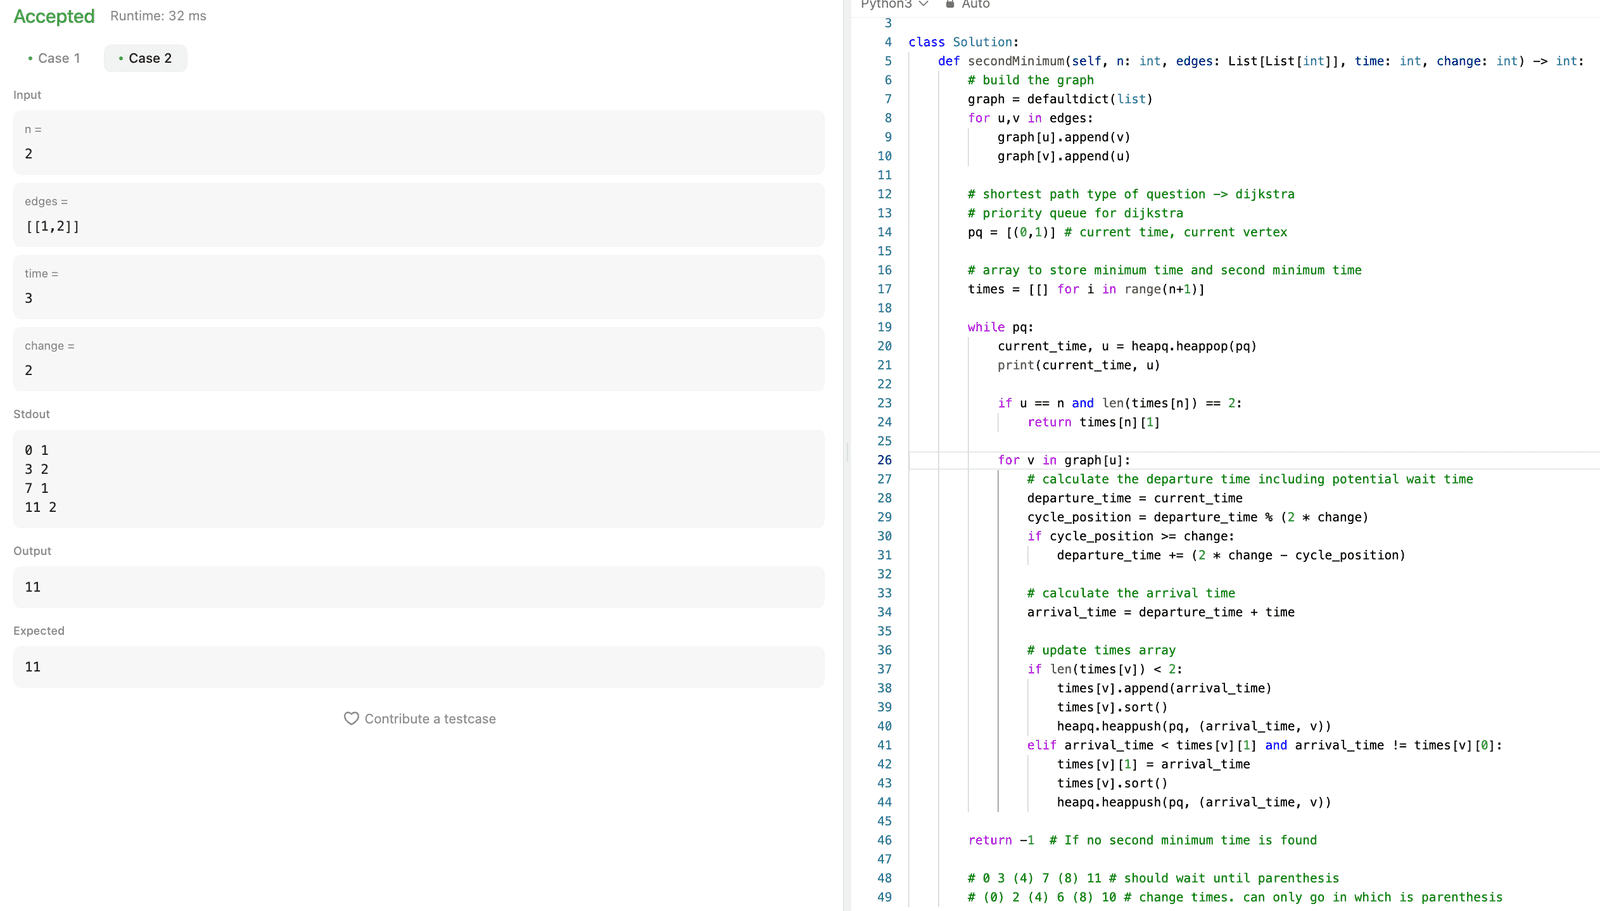 Accepted Runtime: 32 ms
• Case 1 • Case 2
Input
n =
2
edges =
[[1,2]]
time =
3
change =
2
Stdout
0 1
3 2
7 1
11 2
Output
11
Expected
11
Contribute a testcase
Python3 Auto
3
4 class Solution:
5     def secondMinimum(self, n: int, edges: List[List[int]], time: int, change: int) -> int:
6         # build the graph
7         graph = defaultdict(list)
8         for u,v in edges:
9             graph[u].append(v)
10             graph[v].append(u)
11
12         # shortest path type of question -> dijkstra
13         # priority queue for dijkstra
14         pq = [(0,1)] # current time, current vertex
15
16         # array to store minimum time and second minimum time
17         times = [[] for i in range(n+1)]
18
19         while pq:
20             current_time, u = heapq.heappop(pq)
21             print(current_time, u)
22
23             if u == n and len(times[n]) == 2:
24                 return times[n][1]
25
26             for v in graph[u]:
27                 # calculate the departure time including potential wait time
28                 departure_time = current_time
29                 cycle_position = departure_time % (2 * change)
30                 if cycle_position >= change:
31                     departure_time += (2 * change - cycle_position)
32
33                 # calculate the arrival time
34                 arrival_time = departure_time + time
35
36                 # update times array
37                 if len(times[v]) < 2:
38                     times[v].append(arrival_time)
39                     times[v].sort()
40                     heapq.heappush(pq, (arrival_time, v))
41                 elif arrival_time < times[v][1] and arrival_time != times[v][0]:
42                     times[v][1] = arrival_time
43                     times[v].sort()
44                     heapq.heappush(pq, (arrival_time, v))
45
46         return -1  # If no second minimum time is found
47
48         # 0 3 (4) 7 (8) 11 # should wait until parenthesis
49         # (0) 2 (4) 6 (8) 10 # change times. can only go in which is parenthesis